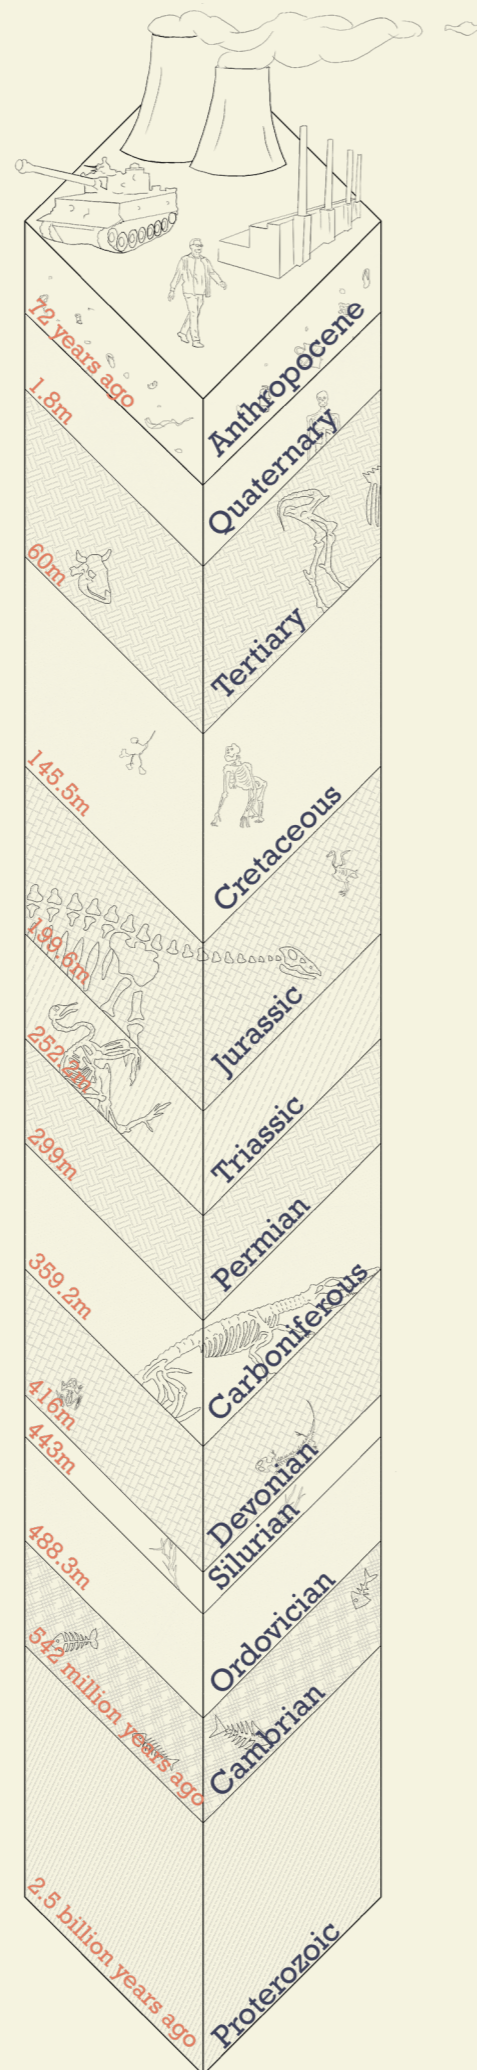 72 years ago
Anthropocene
1.8m
Quaternary
60m
Tertiary
145.5m
Cretaceous
199.6m
Jurassic
252.2m
Triassic
299m
Permian
359.2m
Carboniferous
416m
Devonian
443m
Silurian
488.3m
Ordovician
542 million years ago
Cambrian
2.5 billion years ago
Proterozoic